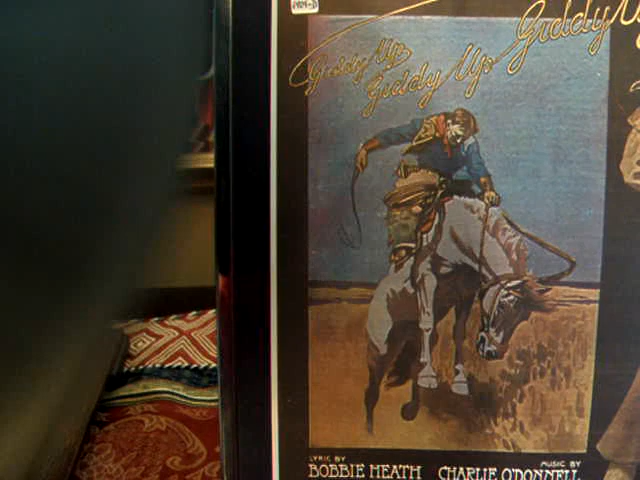 Giddy Up Giddy Up Giddy U
LYRIC BY MUSIC BY
BOBBIE HEATH CHARLIE O'DONNELL